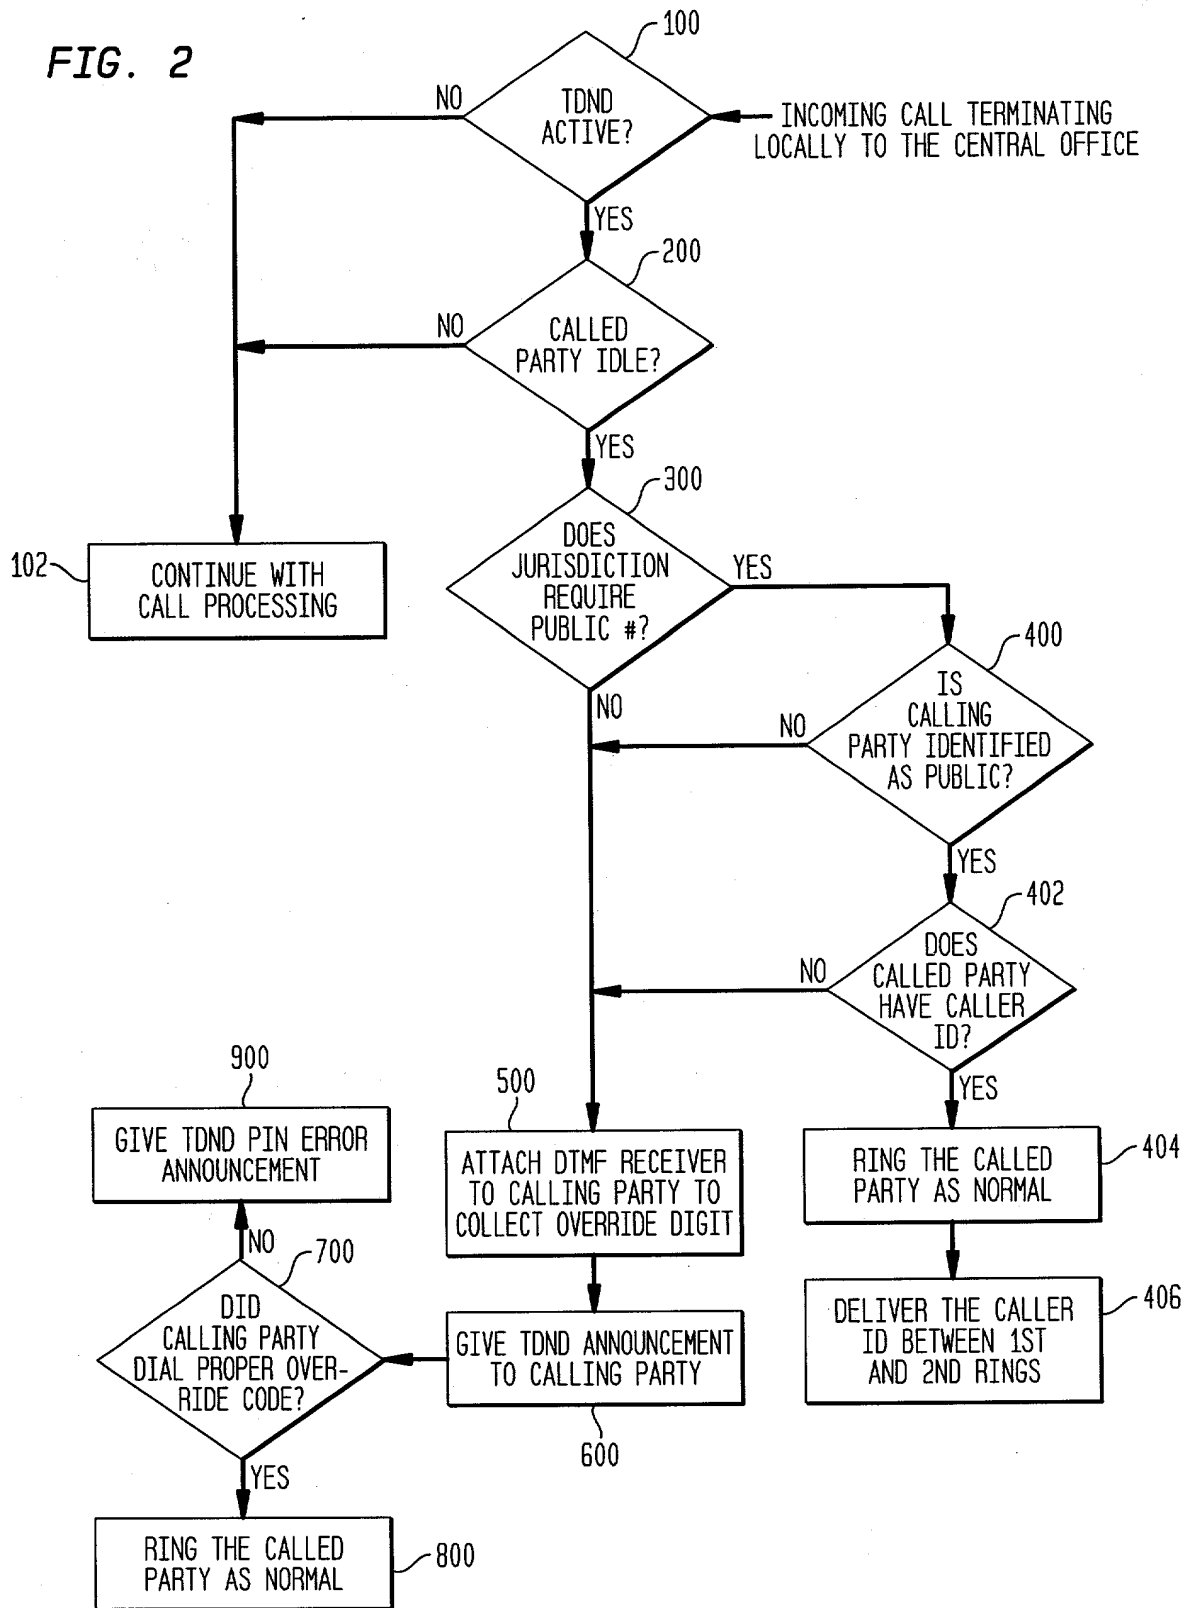 FIG. 2
100
TDND
ACTIVE?
NO
INCOMING CALL TERMINATING
LOCALLY TO THE CENTRAL OFFICE
YES
200
CALLED
PARTY IDLE?
NO
YES
300
DOES
JURISDICTION
REQUIRE
PUBLIC #?
YES
NO
102
CONTINUE WITH
CALL PROCESSING
400
IS
CALLING
PARTY IDENTIFIED
AS PUBLIC?
NO
YES
402
DOES
CALLED PARTY
HAVE CALLER
ID?
NO
YES
404
RING THE CALLED
PARTY AS NORMAL
406
DELIVER THE CALLER
ID BETWEEN 1ST
AND 2ND RINGS
500
ATTACH DTMF RECEIVER
TO CALLING PARTY TO
COLLECT OVERRIDE DIGIT
GIVE TDND ANNOUNCEMENT
TO CALLING PARTY
600
900
GIVE TDND PIN ERROR
ANNOUNCEMENT
NO
700
DID
CALLING PARTY
DIAL PROPER OVER-
RIDE CODE?
YES
RING THE CALLED
PARTY AS NORMAL
800